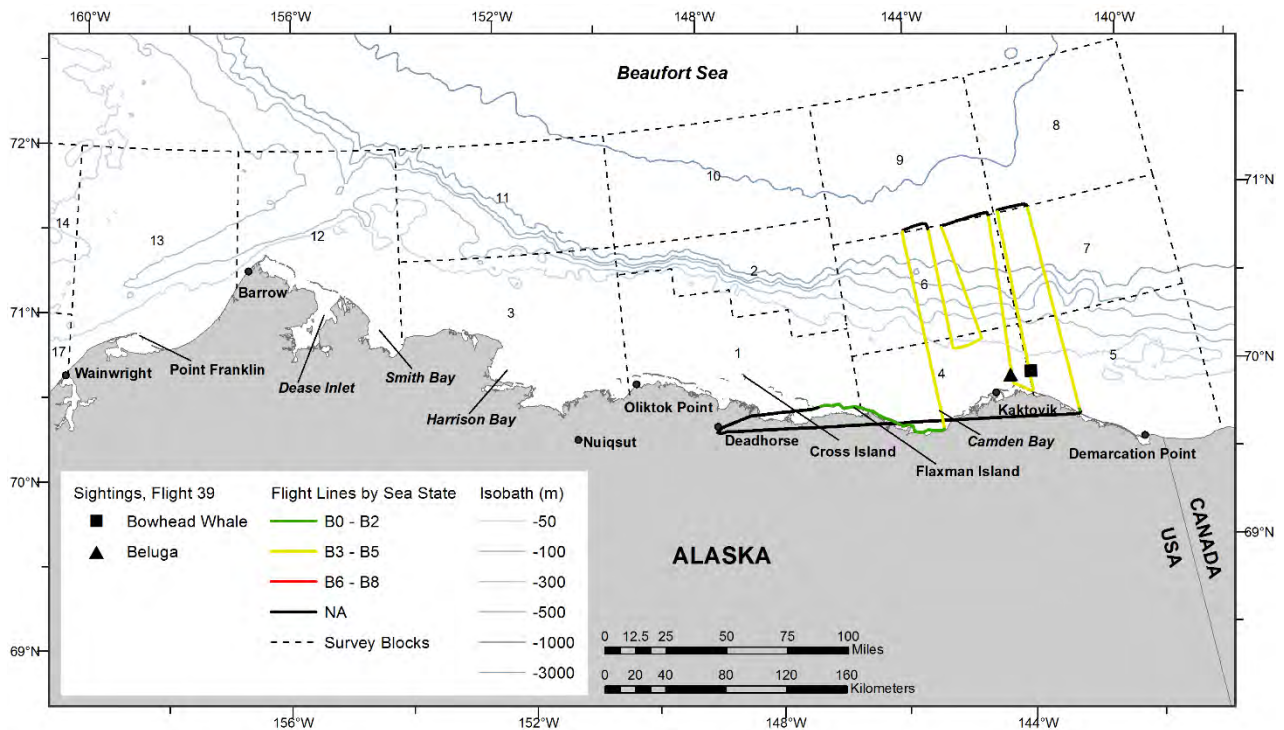 160°W
156°W
152°W
148°W
144°W
140°W
Beaufort Sea
72°N
71°N
8
9
10
11
14
13
12
7
2
6
71°N
3
70°N
17
1
4
5
Barrow
Point Franklin
Wainwright
Dease Inlet
Smith Bay
Harrison Bay
Oliktok Point
Kaktovik
Nuiqsut
Deadhorse
Cross Island
Camden Bay
Flaxman Island
Demarcation Point
70°N
69°N
69°N
ALASKA
CANADA
USA
Sightings, Flight 39
Bowhead Whale
Beluga
Flight Lines by Sea State
B0 - B2
B3 - B5
B6 - B8
NA
Survey Blocks
Isobath (m)
-50
-100
-300
-500
-1000
-3000
0 12.5 25 50 75 100
Miles
0 20 40 80 120 160
Kilometers
156°W
152°W
148°W
144°W